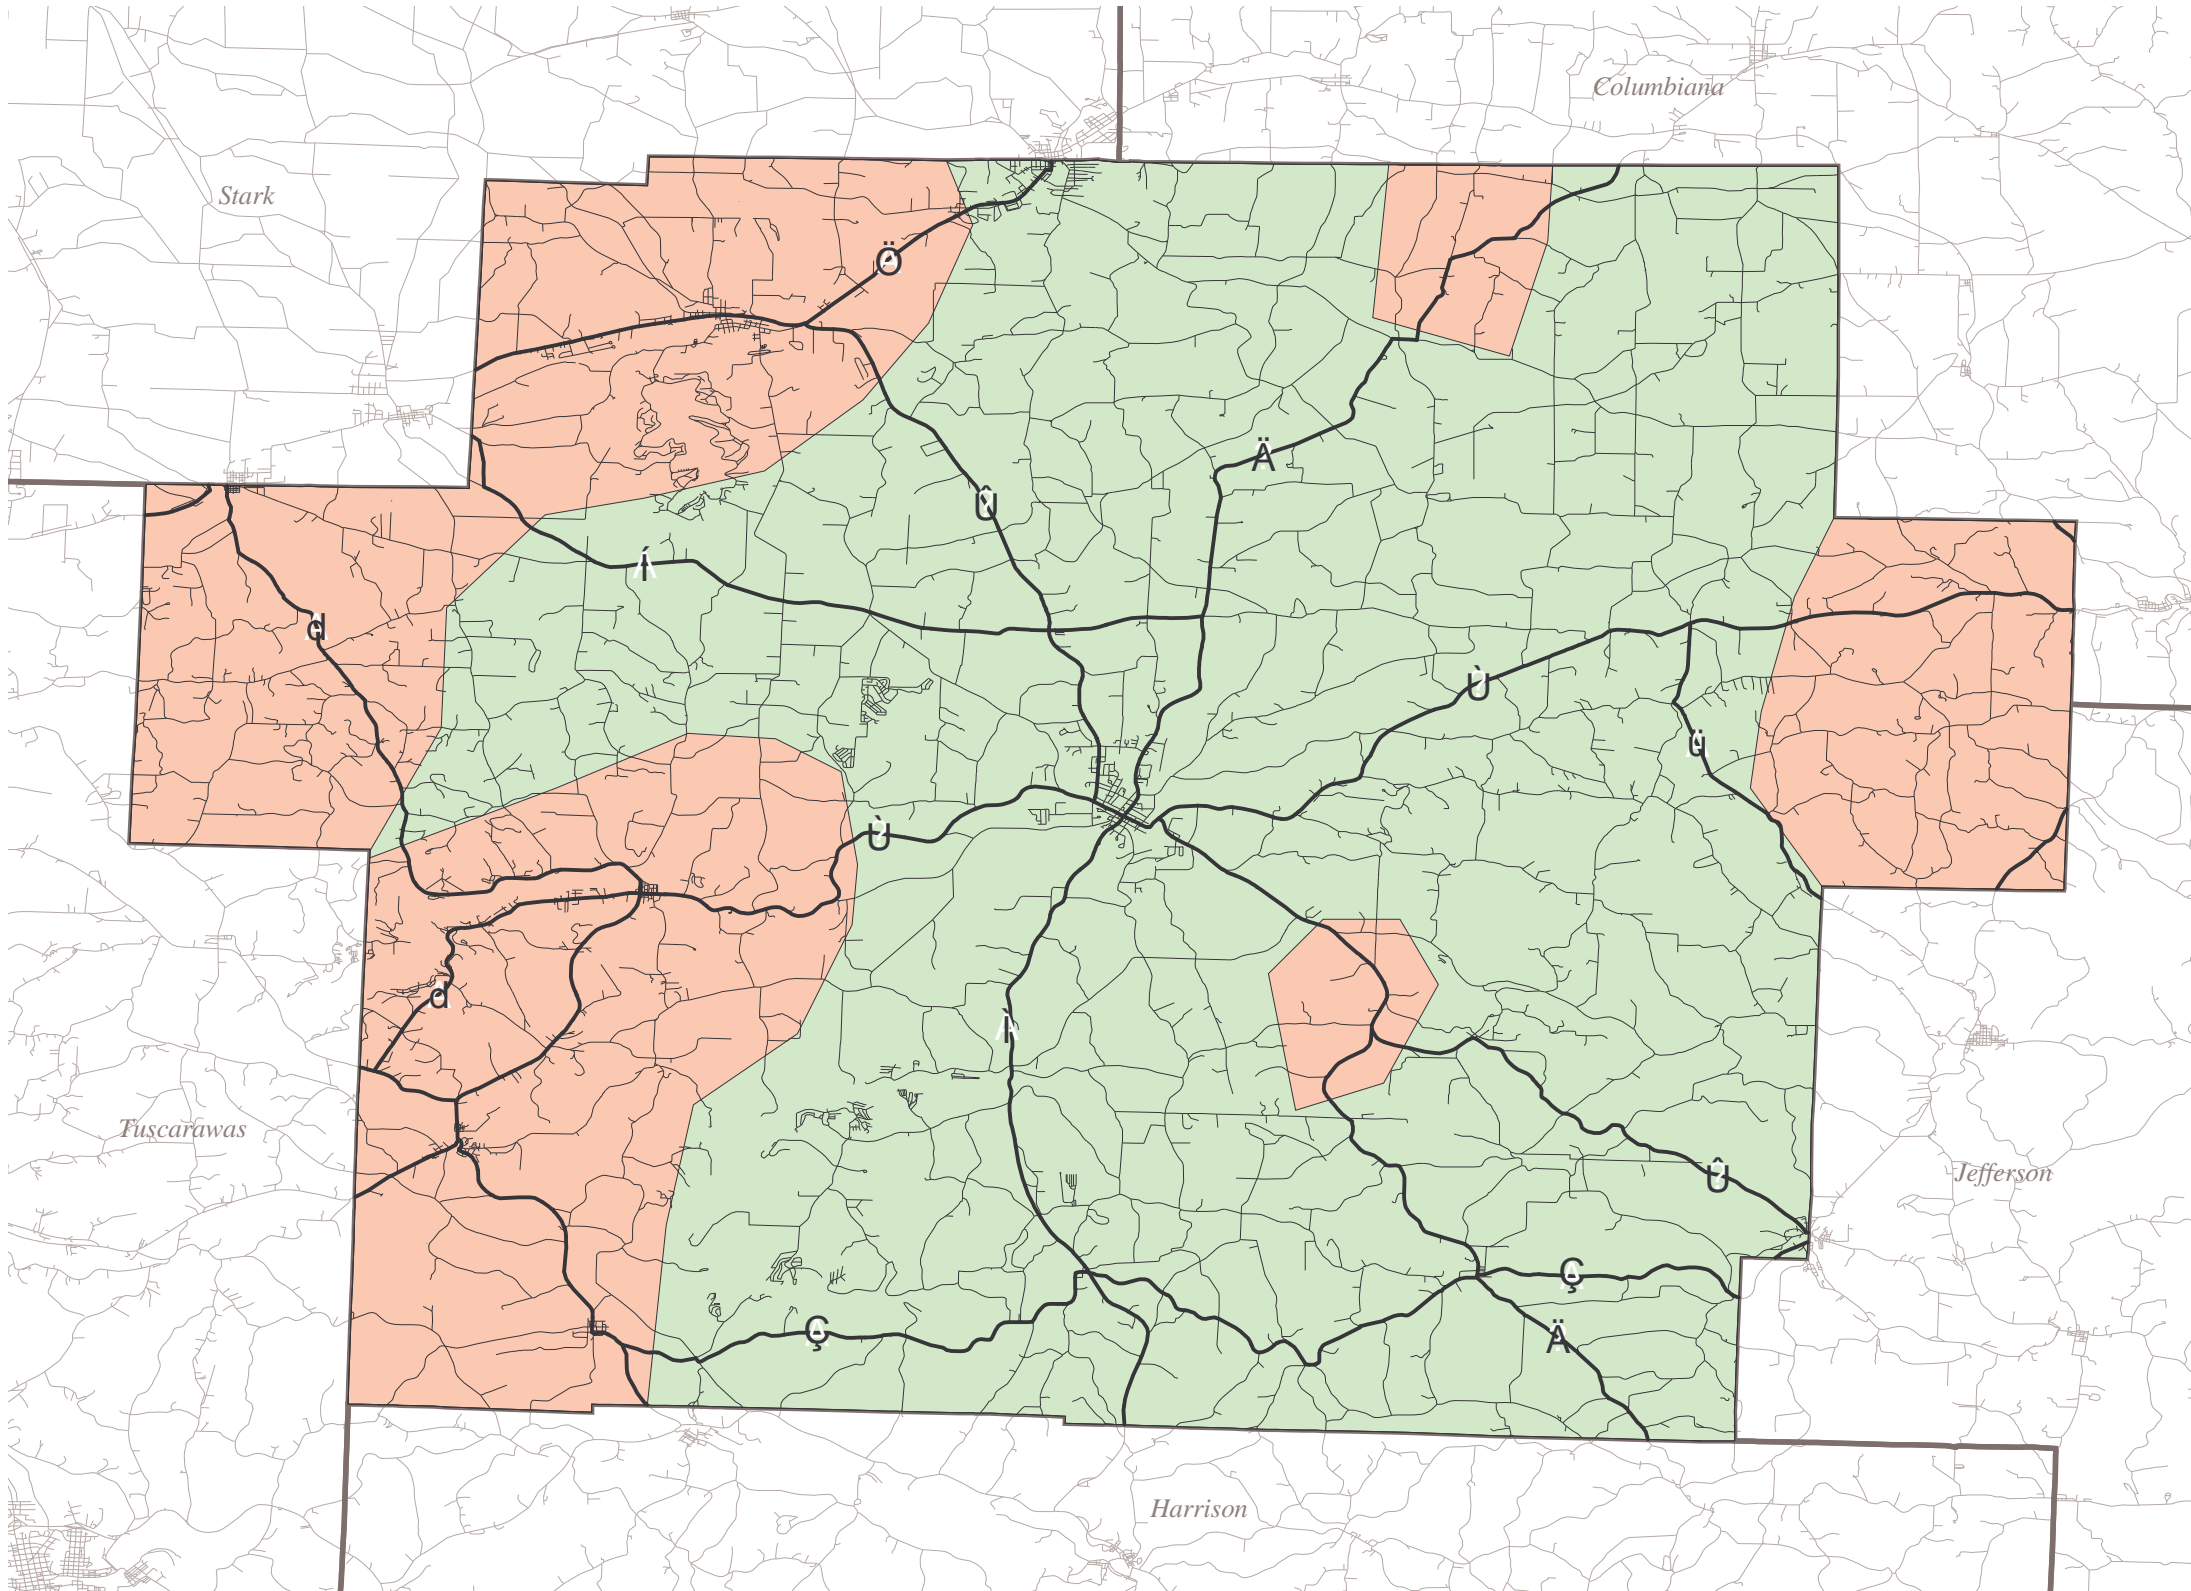 Columbiana
Stark
Ö
Ä
Û
Í
d
Ù
ü
Ù
d
Ì
Tuscarawas
Jefferson
Û
Ç
Ç
Ä
Harrison